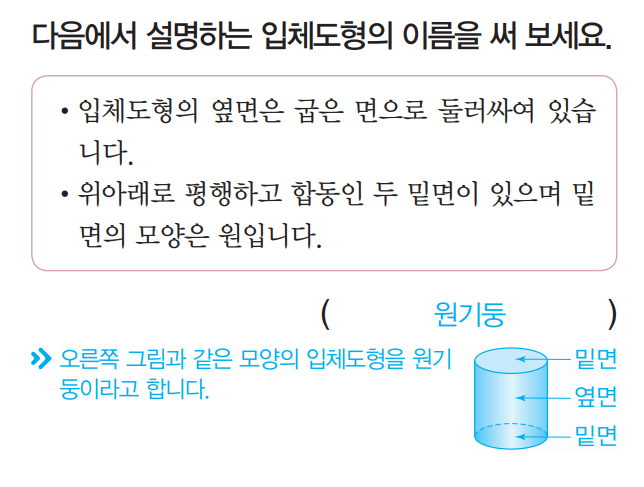 다음에서 설명하는 입체도형의 이름을 써 보세요.
• 입체도형의 옆면은 굽은 면으로 둘러싸여 있습
니다.
• 위아래로 평행하고 합동인 두 밑면이 있으며 밑
면의 모양은 원입니다.
( 원기둥 )
오른쪽 그림과 같은 모양의 입체도형을 원기
둥이라고 합니다.
밑면
옆면
밑면